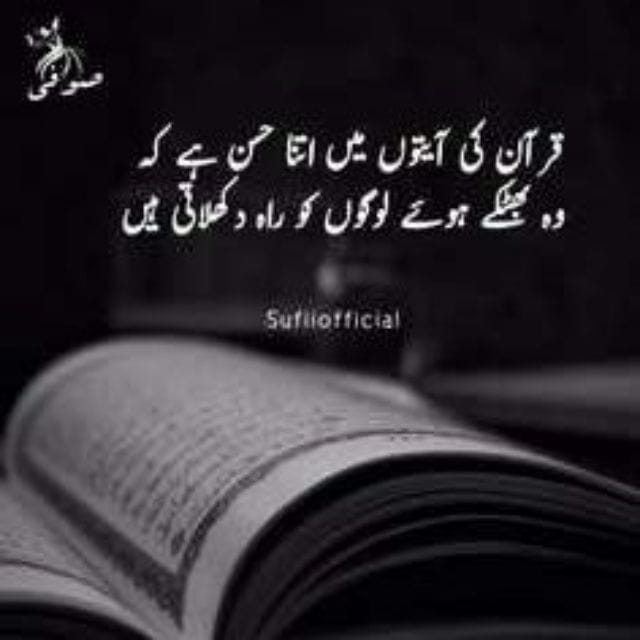 صوفی
قرآن کی آیتوں میں اتنا حسن ہے کہ
وہ بھٹکے ہوئے لوگوں کو راہ دکھلاتی ہیں
Sufiiofficial